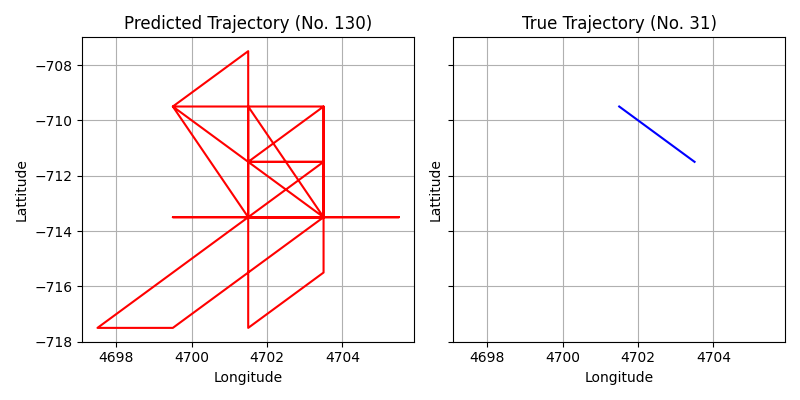 Predicted Trajectory (No. 130)
Lattitude
−708
−710
−712
−714
−716
−718
4698
4700
4702
4704
Longitude
True Trajectory (No. 31)
Lattitude
4698
4700
4702
4704
Longitude